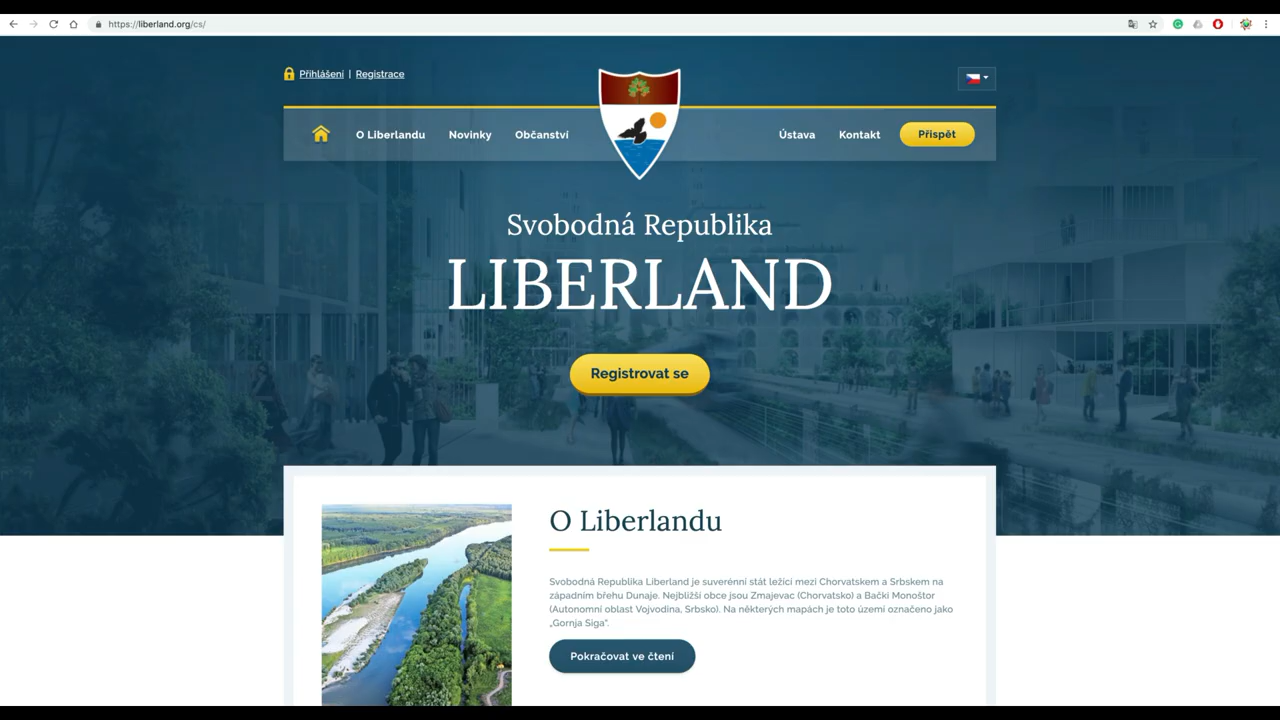 https://liberland.org/cs/
Přihlášení | Registrace
O Liberlandu Novinky Občanství Ústava Kontakt Přispět
Svobodná Republika
LIBERLAND
Registrovat se
O Liberlandu
Svobodná Republika Liberland je suverénní stát ležící mezi Chorvatskem a Srbskem na
západním břehu Dunaje. Nejbližší obce jsou Zmajevac (Chorvatsko) a Bački Monoštor
(Autonomní oblast Vojvodina, Srbsko). Na některých mapách je toto území označeno jako
„Gornja Siga“.
Pokračovat ve čtení